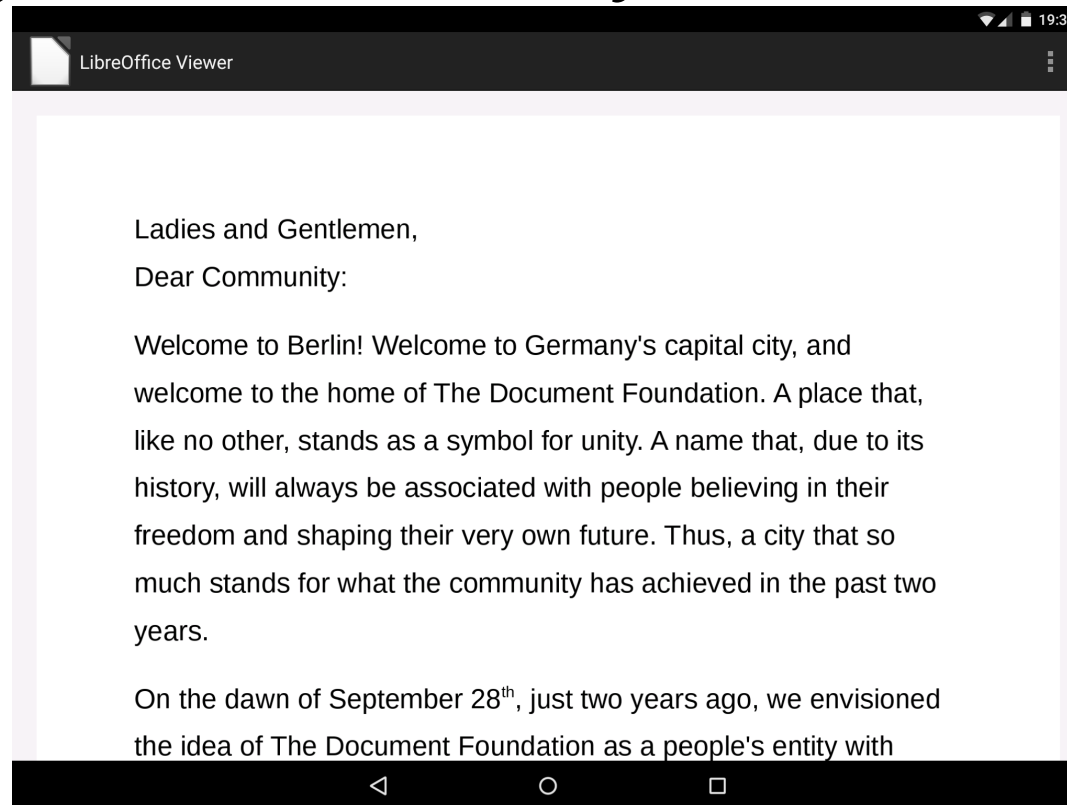 19:3
LibreOffice Viewer
Ladies and Gentlemen,
Dear Community:
Welcome to Berlin! Welcome to Germany's capital city, and
welcome to the home of The Document Foundation. A place that,
like no other, stands as a symbol for unity. A name that, due to its
history, will always be associated with people believing in their
freedom and shaping their very own future. Thus, a city that so
much stands for what the community has achieved in the past two
years.
On the dawn of September 28th, just two years ago, we envisioned
the idea of The Document Foundation as a people's entity with